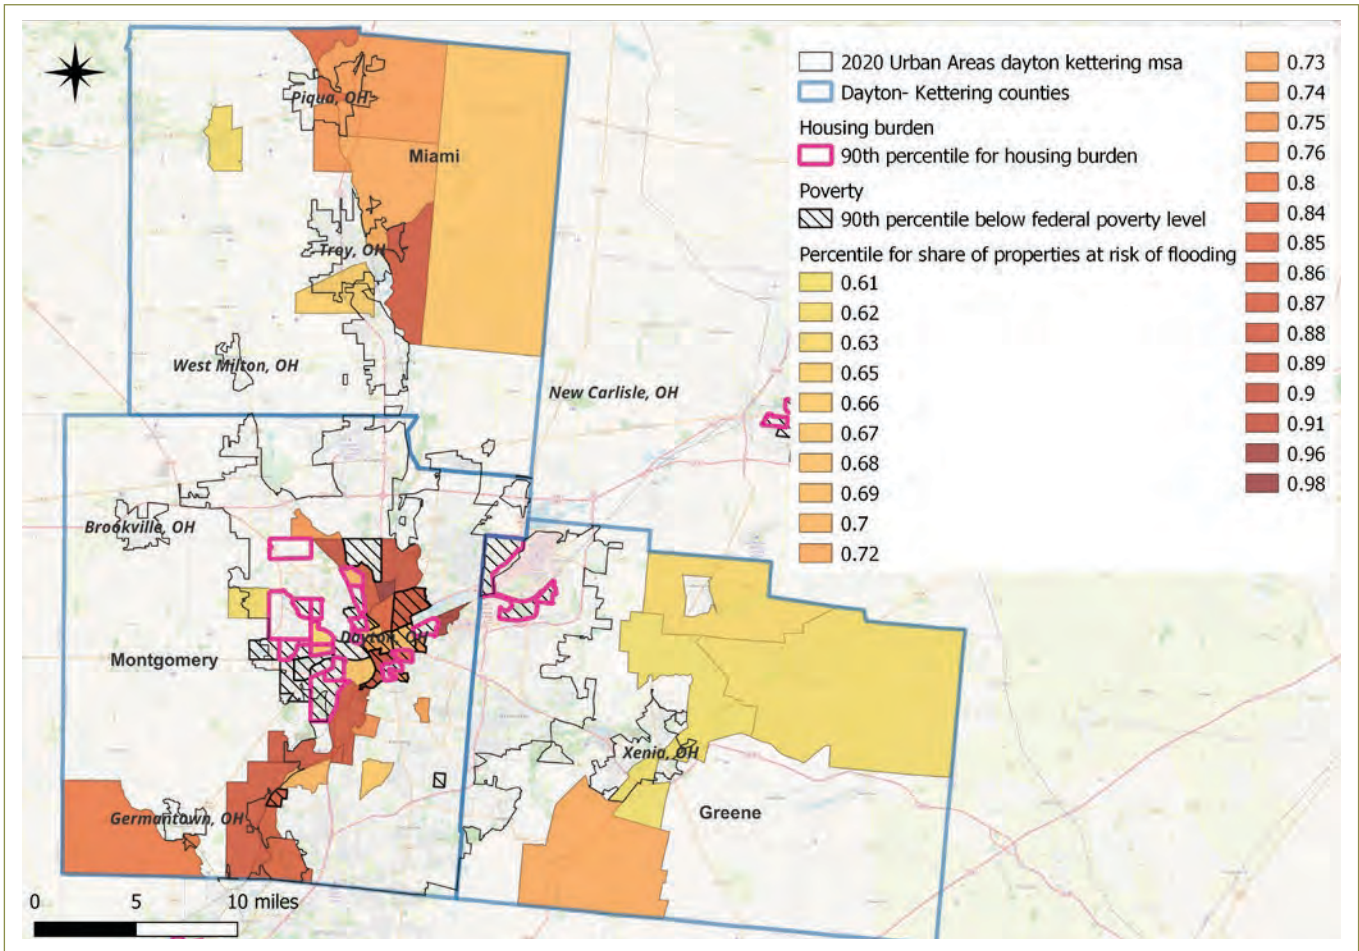 2020 Urban Areas dayton kettering msa
Dayton- Kettering counties
Housing burden
90th percentile for housing burden
Poverty
90th percentile below federal poverty level
Percentile for share of properties at risk of flooding
0.61
0.62
0.63
0.65
0.66
0.67
0.68
0.69
0.7
0.72
0.73
0.74
0.75
0.76
0.8
0.84
0.85
0.86
0.87
0.88
0.89
0.9
0.91
0.96
0.98
Piqua, OH
Miami
Troy, OH
West Milton, OH
New Carlisle, OH
Brookville, OH
Dayton, OH
Montgomery
Xenia, OH
Germantown, OH
Greene
0 5 10 miles